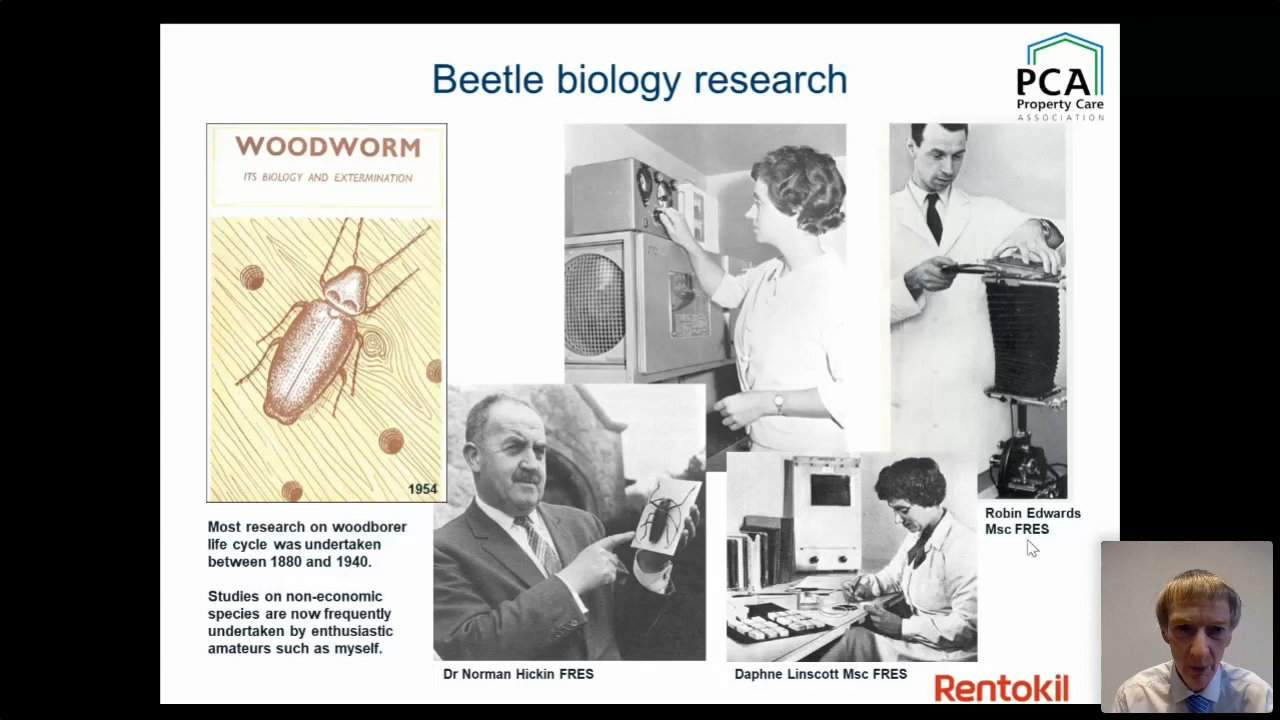 Beetle biology research
PCA
Property Care
ASSOCIATION
WOODWORM
ITS BIOLOGY AND EXTERMINATION
1954
Most research on woodborer
life cycle was undertaken
between 1880 and 1940.
Studies on non-economic
species are now frequently
undertaken by enthusiastic
amateurs such as myself.
Dr Norman Hickin FRES
Daphne Linscott Msc FRES
Robin Edwards
Msc FRES
Rentokil